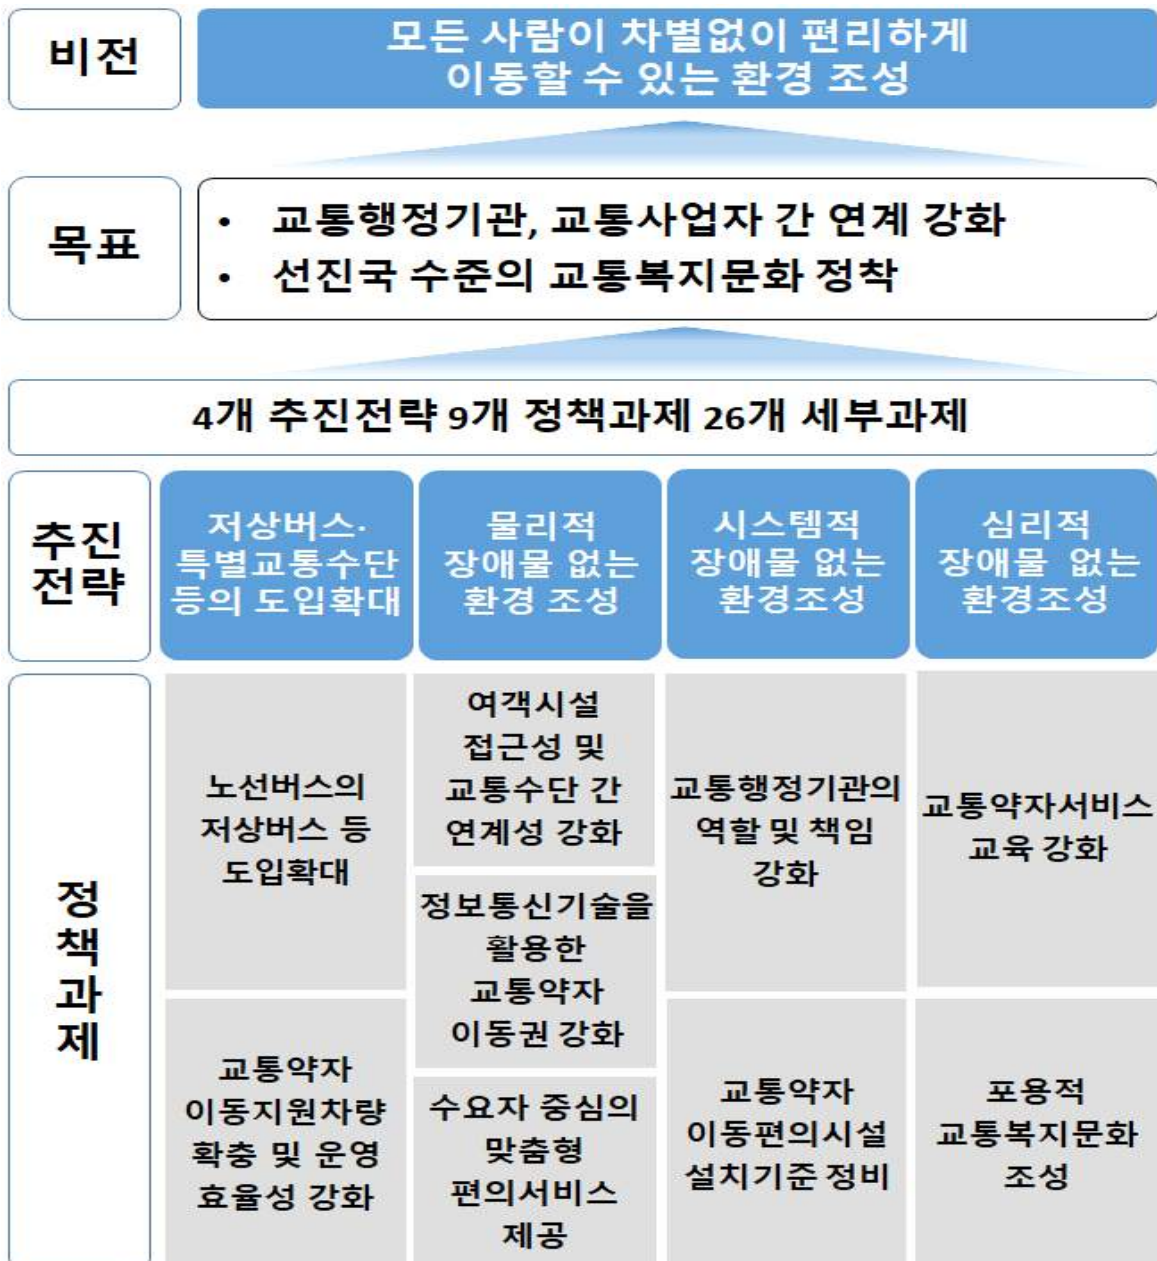 비전
모든 사람이 차별없이 편리하게
이동할 수 있는 환경 조성
목표
• 교통행정기관, 교통사업자 간 연계 강화
• 선진국 수준의 교통복지문화 정착
4개 추진전략 9개 정책과제 26개 세부과제
추진
전략
저상버스·
특별교통수단
등의 도입확대
물리적
장애물 없는
환경 조성
시스템적
장애물 없는
환경조성
심리적
장애물 없는
환경조성
정
책
과
제
노선버스의
저상버스 등
도입확대
교통약자
이동지원차량
확충 및 운영
효율성 강화
여객시설
접근성 및
교통수단 간
연계성 강화
정보통신기술을
활용한
교통약자
이동권 강화
수요자 중심의
맞춤형
편의서비스
제공
교통행정기관의
역할 및 책임
강화
교통약자
이동편의시설
설치기준 정비
교통약자서비스
교육 강화
포용적
교통복지문화
조성